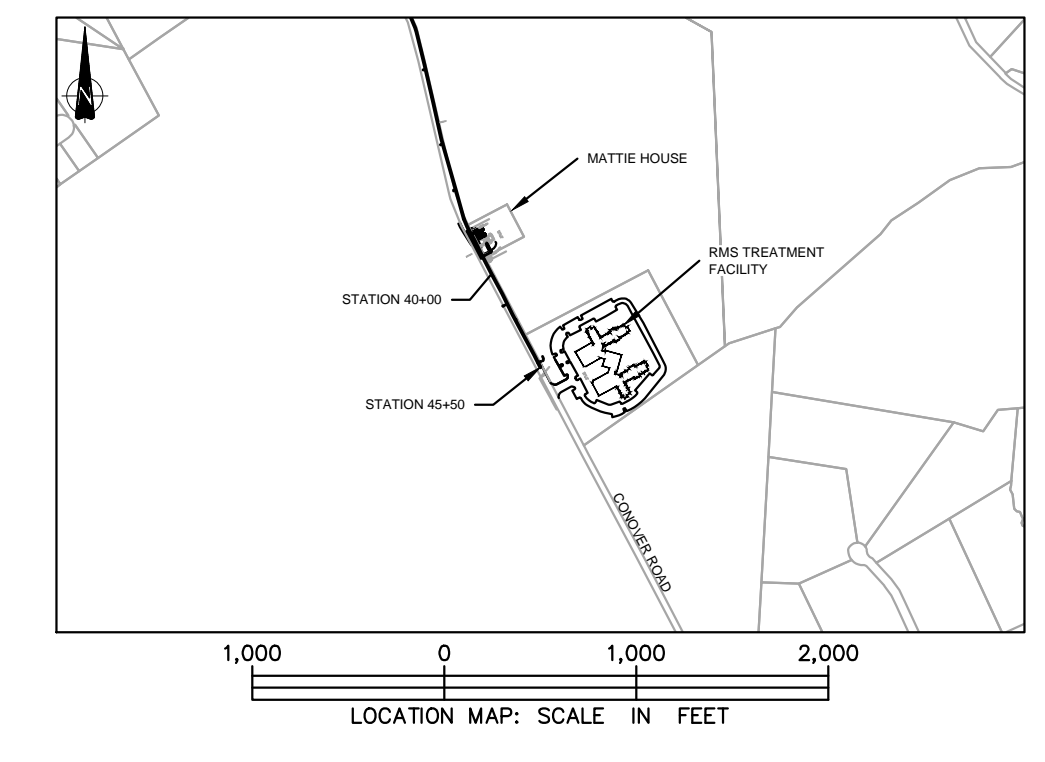 N
MATTIE HOUSE
RMS TREATMENT
FACILITY
STATION 40+00
STATION 45+50
CONOVER ROAD
1,000 0 1,000 2,000
LOCATION MAP: SCALE IN FEET